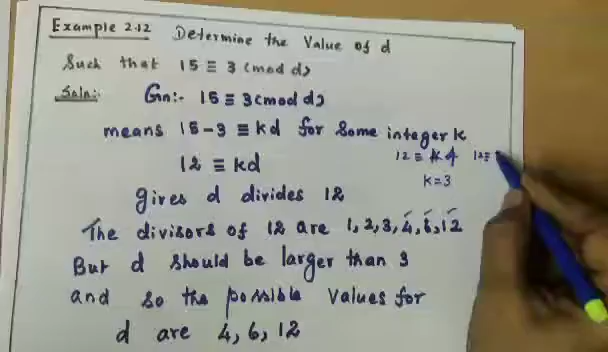 Example 2.12 Determine the Value of d
Such that 15 ≡ 3 (mod d)
Soln:- Gn:- 15 ≡ 3(mod d)
means 15-3 ≡ kd for some integer k
12 ≡ kd
12 ≡ k4 12≡
k=3
gives d divides 12
The divisors of 12 are 1,2,3,4,6,12
But d should be larger than 3
and so the possible values for
d are 4, 6, 12